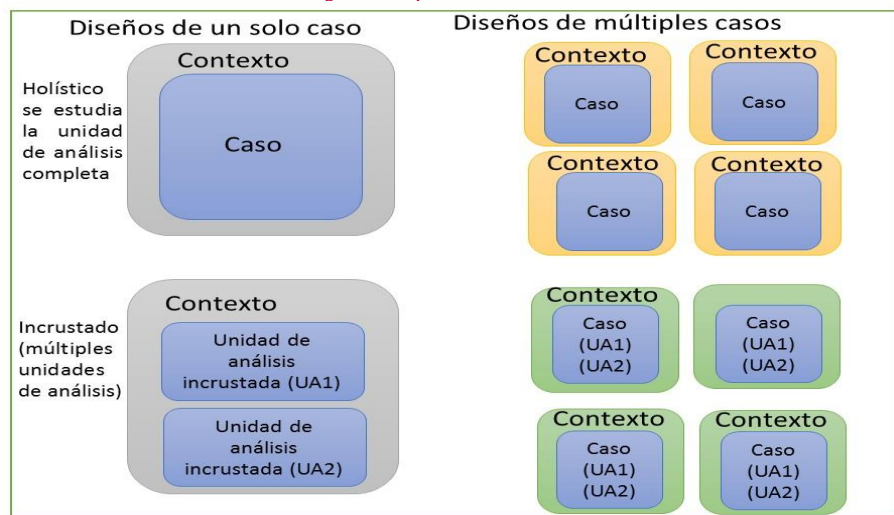 Diseños de un solo caso
Contexto
Holístico
se estudia
la unidad
de análisis
completa
Caso
Diseños de múltiples casos
Contexto
Caso
Contexto
Caso
Contexto
Caso
Contexto
Caso
Incrustado
(múltiples
unidades
de análisis)
Contexto
Unidad de
análisis
incrustada (UA1)
Unidad de
análisis
incrustada (UA2)
Contexto
Caso
(UA1)
(UA2)
Caso
(UA1)
(UA2)
Contexto
Caso
(UA1)
(UA2)
Contexto
Caso
(UA1)
(UA2)